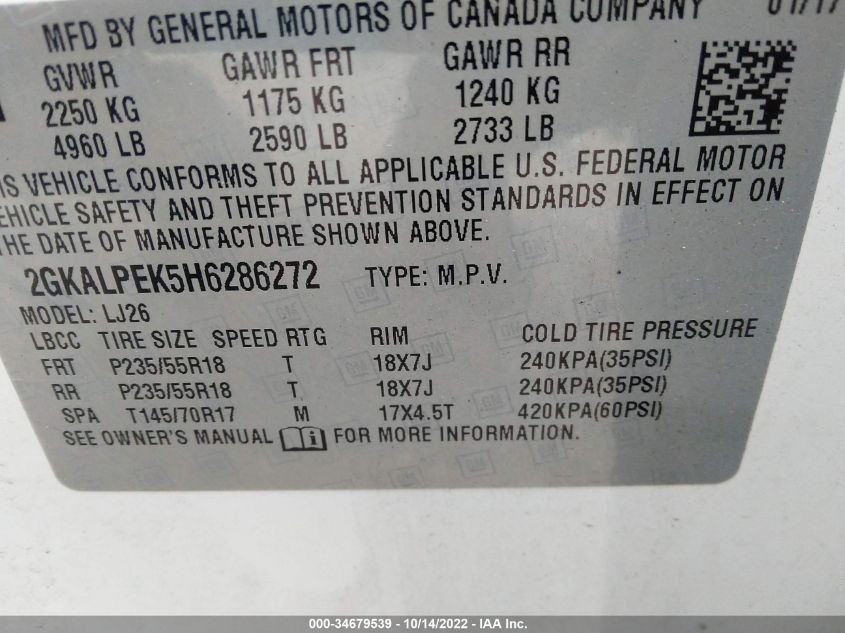 MFD BY GENERAL MOTORS OF CANADA COMPANY 01/17
GVWR GAWR FRT GAWR RR
2250 KG 1175 KG 1240 KG
4960 LB 2590 LB 2733 LB
IS VEHICLE CONFORMS TO ALL APPLICABLE U.S. FEDERAL MOTOR
EHICLE SAFETY AND THEFT PREVENTION STANDARDS IN EFFECT ON
THE DATE OF MANUFACTURE SHOWN ABOVE.
2GKALPEK5H6286272 TYPE: M.P.V.
MODEL: LJ26
LBCC TIRE SIZE SPEED RTG RIM COLD TIRE PRESSURE
FRT P235/55R18 T 18X7J 240KPA(35PSI)
RR P235/55R18 T 18X7J 240KPA(35PSI)
SPA T145/70R17 M 17X4.5T 420KPA(60PSI)
SEE OWNER'S MANUAL i FOR MORE INFORMATION.
000-34679539 - 10/14/2022 - IAA Inc.